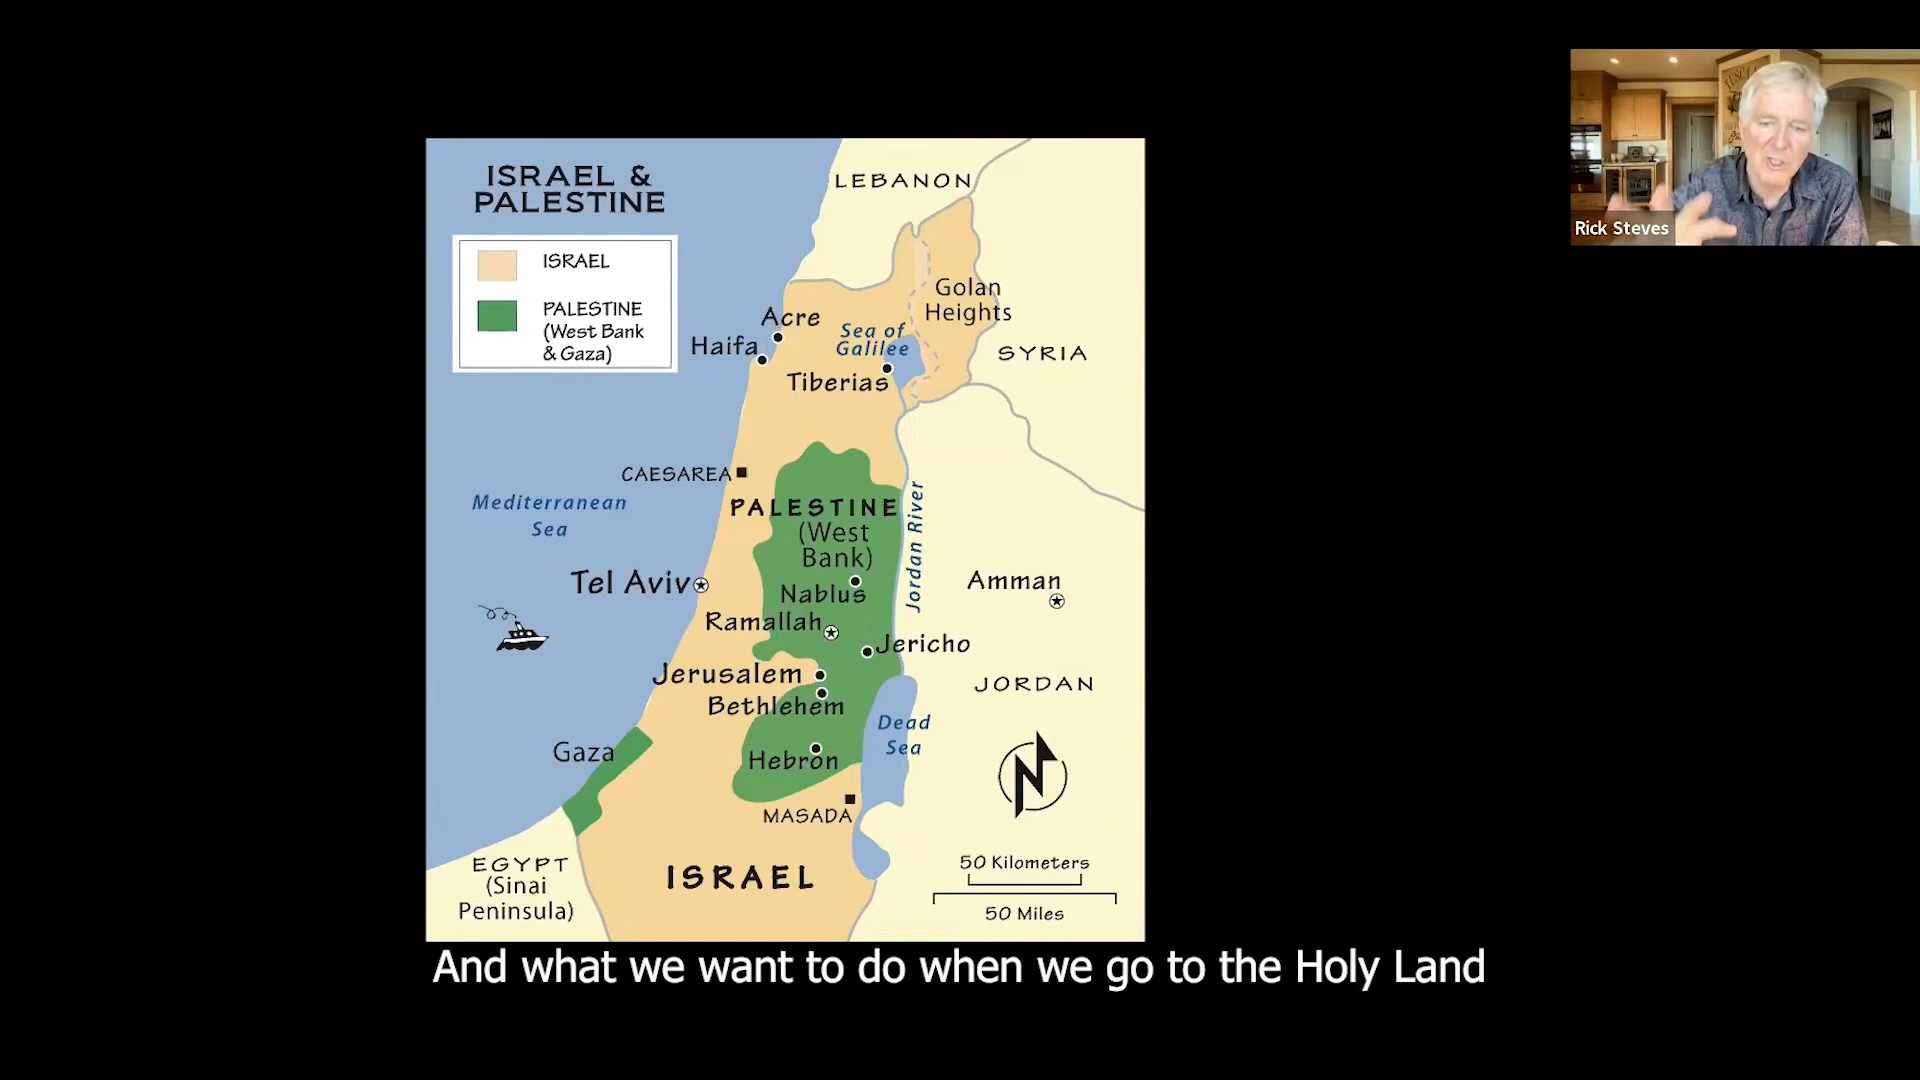 ISRAEL &
PALESTINE
ISRAEL
PALESTINE
(West Bank
& Gaza)
LEBANON
Golan
Heights
SYRIA
Acre
Haifa
Sea of
Galilee
Tiberias
CAESAREA
Mediterranean
Sea
PALESTINE
(West
Bank)
Jordan River
Tel Aviv
Nablus
Amman
Ramallah
Jericho
Jerusalem
JORDAN
Bethlehem
Dead
Sea
Gaza
Hebron
N
MASADA
EGYPT
(Sinai
Peninsula)
ISRAEL
50 Kilometers
50 Miles
Rick Steves
And what we want to do when we go to the Holy Land